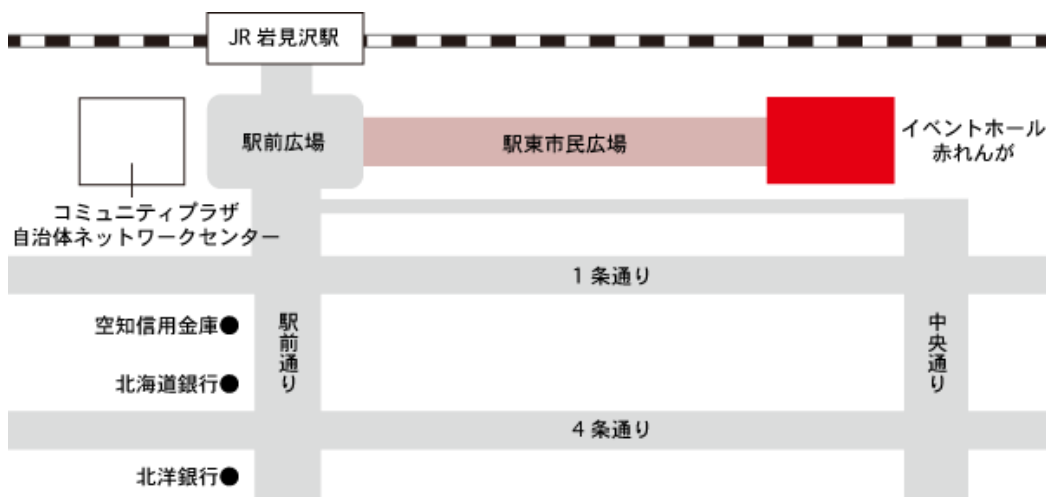 JR 岩見沢駅
駅前広場
駅東市民広場
イベントホール
赤れんが
コミュニティプラザ
自治体ネットワークセンター
1 条通り
空知信用金庫●
駅前通り
中央通り
北海道銀行●
4 条通り
北洋銀行●